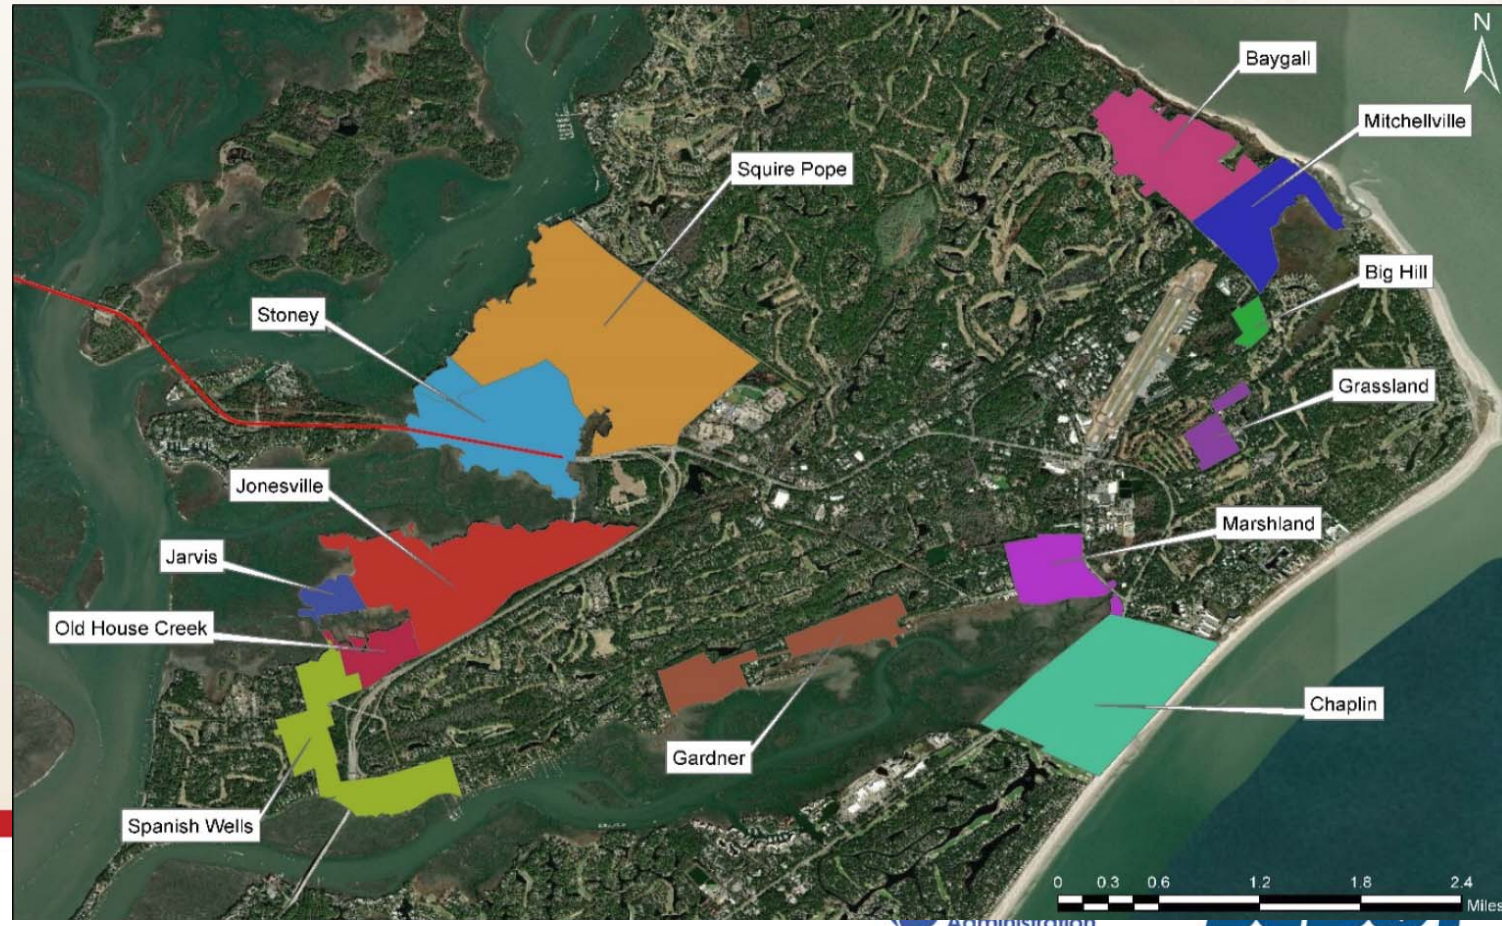 N
Baygall
Mitchellville
Squire Pope
Big Hill
Stoney
Grassland
Jonesville
Marshland
Jarvis
Old House Creek
Chaplin
Gardner
Spanish Wells
0 0.3 0.6 1.2 1.8 2.4
Miles
Administration